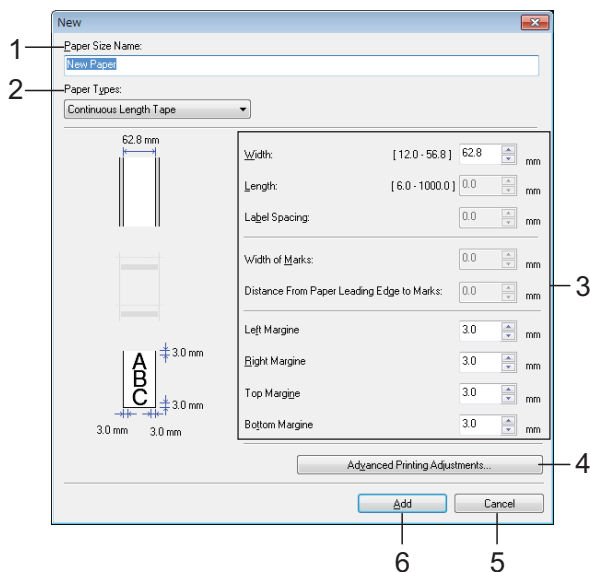 New
1
Paper Size Name:
New Paper
2
Paper Types:
Continuous Length Tape
62.8 mm
Width: [ 12.0 - 56.8 ] 62.8 mm
Length: [ 6.0 - 1000.0 ] 0.0 mm
Label Spacing: 0.0 mm
Width of Marks: 0.0 mm
Distance From Paper Leading Edge to Marks: 0.0 mm
3
Left Margine 3.0 mm
Right Margine 3.0 mm
Top Margine 3.0 mm
Bottom Margine 3.0 mm
A
B
C
3.0 mm
3.0 mm
3.0 mm 3.0 mm
Advanced Printing Adjustments...
4
Add Cancel
6 5